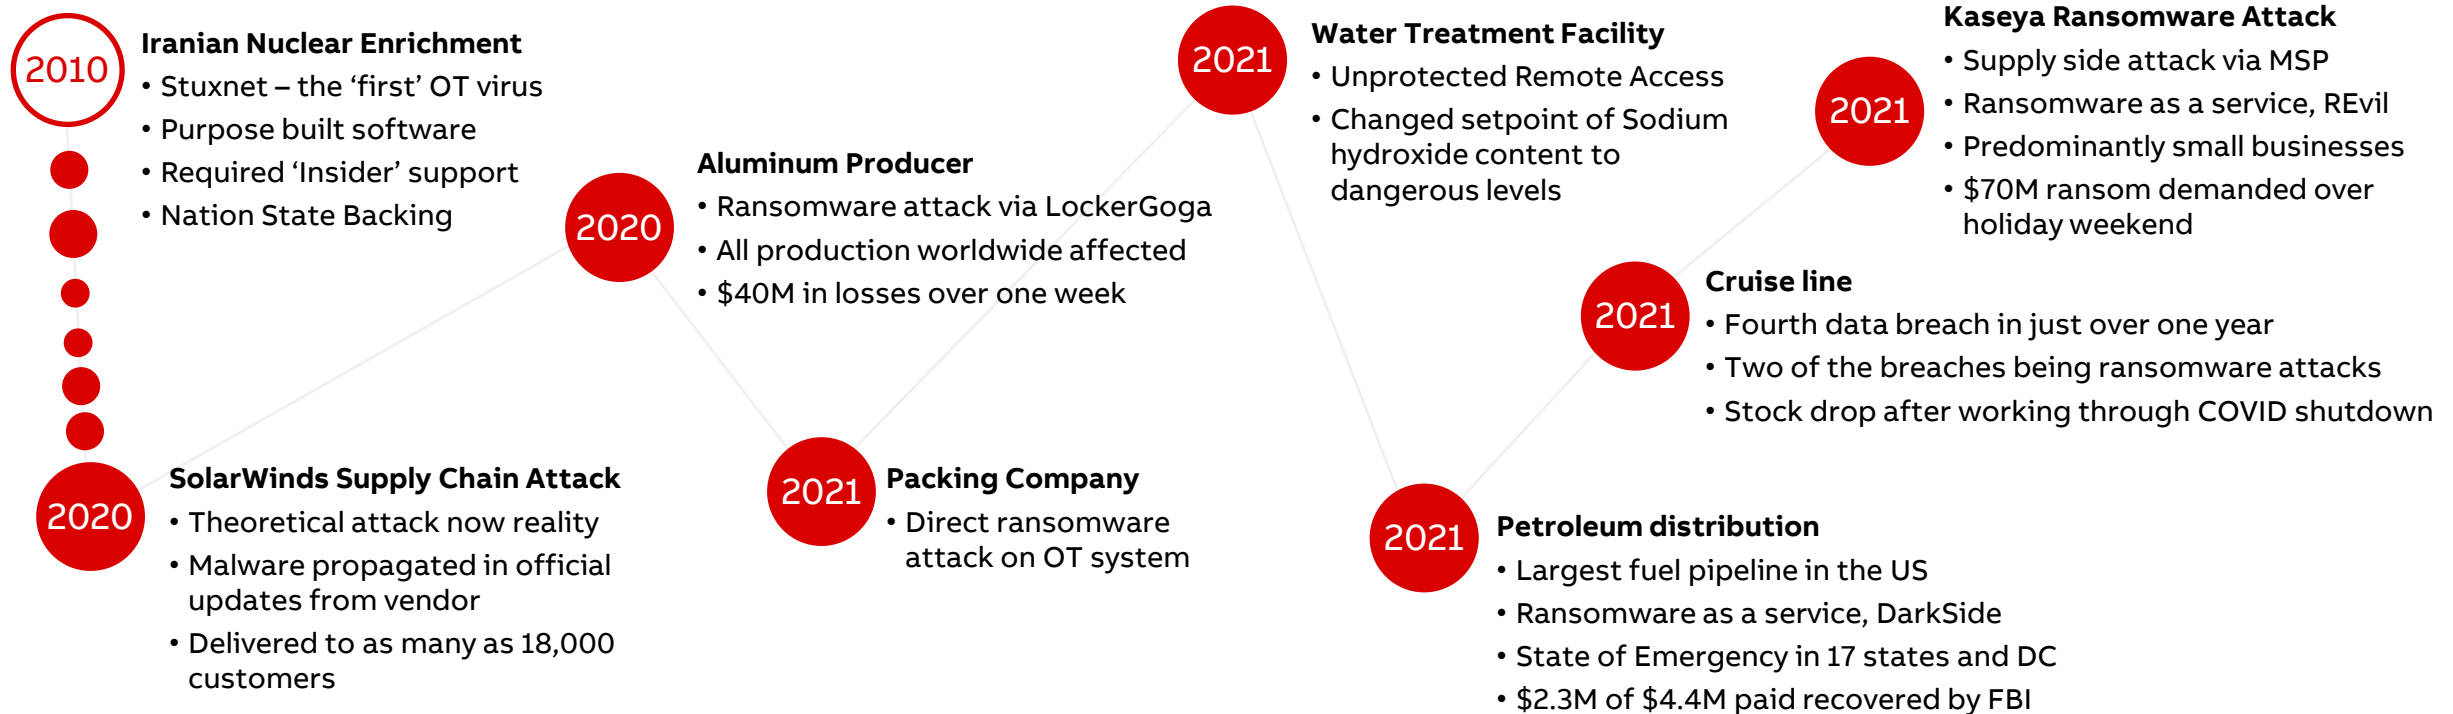 2010
Iranian Nuclear Enrichment
• Stuxnet – the ‘first’ OT virus
• Purpose built software
• Required ‘Insider’ support
• Nation State Backing
2020
SolarWinds Supply Chain Attack
• Theoretical attack now reality
• Malware propagated in official
updates from vendor
• Delivered to as many as 18,000
customers
2020
Aluminum Producer
• Ransomware attack via LockerGoga
• All production worldwide affected
• $40M in losses over one week
2021
Packing Company
• Direct ransomware
attack on OT system
2021
Water Treatment Facility
• Unprotected Remote Access
• Changed setpoint of Sodium
hydroxide content to
dangerous levels
2021
Petroleum distribution
• Largest fuel pipeline in the US
• Ransomware as a service, DarkSide
• State of Emergency in 17 states and DC
• $2.3M of $4.4M paid recovered by FBI
2021
Cruise line
• Fourth data breach in just over one year
• Two of the breaches being ransomware attacks
• Stock drop after working through COVID shutdown
2021
Kaseya Ransomware Attack
• Supply side attack via MSP
• Ransomware as a service, REvil
• Predominantly small businesses
• $70M ransom demanded over
holiday weekend